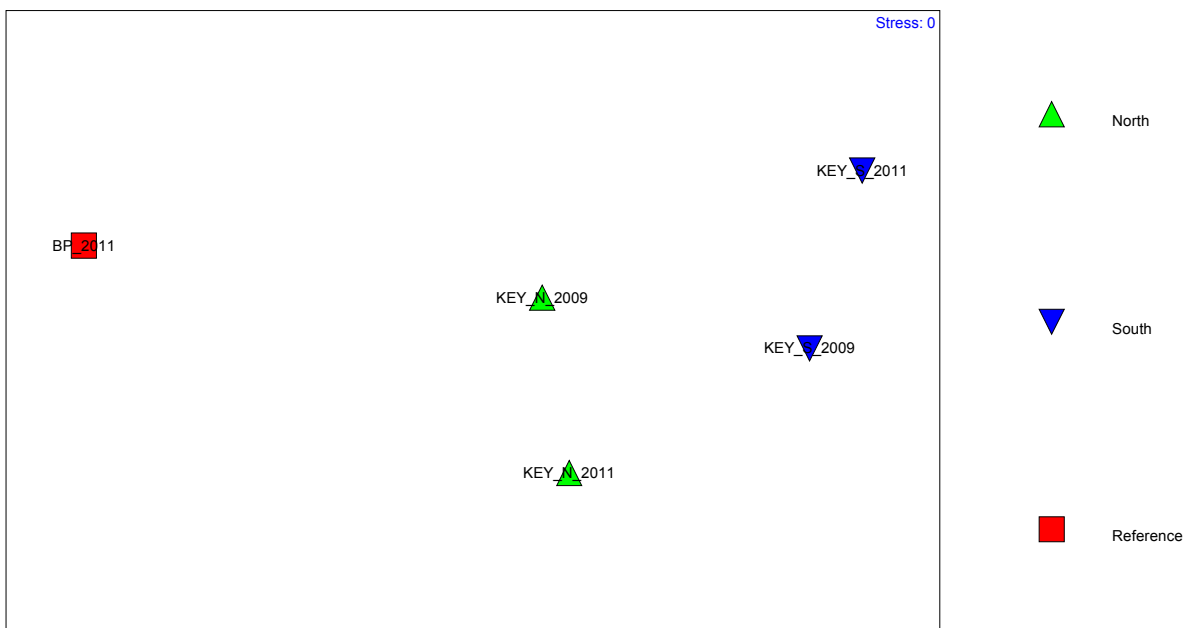 Stress: 0
North
KEY_S_2011
BP_2011
KEY_N_2009
South
KEY_S_2009
KEY_N_2011
Reference